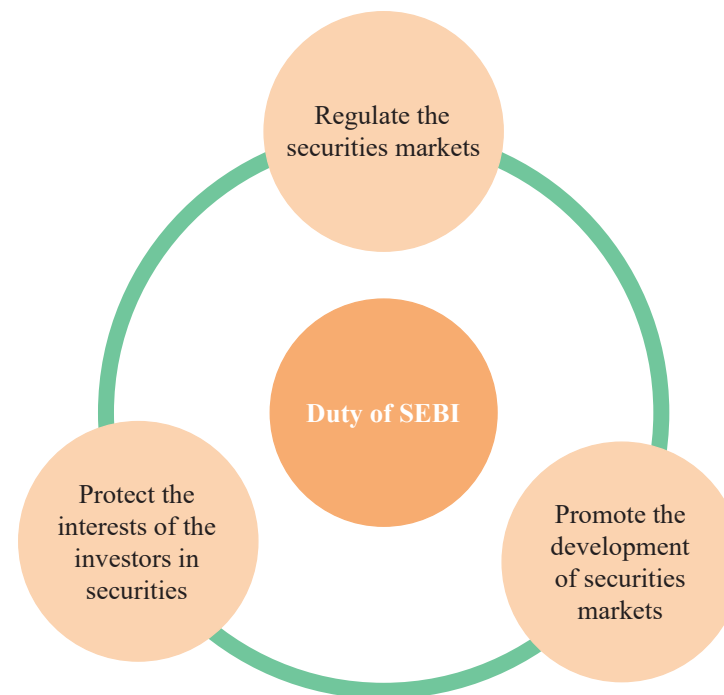 Regulate the
securities markets
Duty of SEBI
Protect the
interests of the
investors in
securities
Promote the
development
of securities
markets